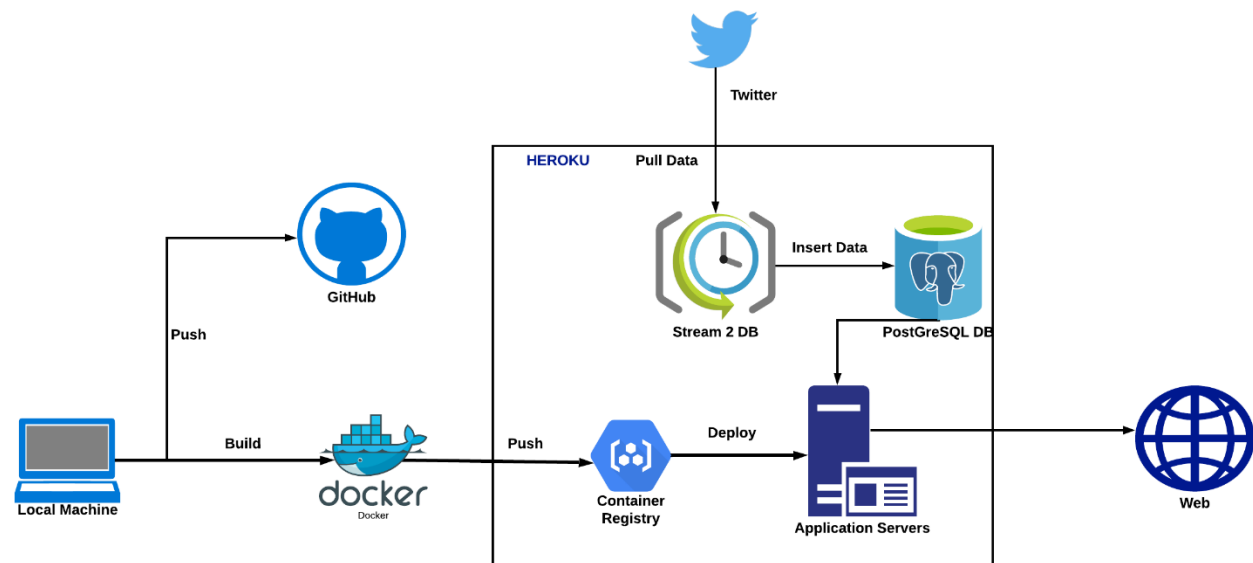 Twitter
HEROKU
Pull Data
Insert Data
GitHub
Stream 2 DB
PostGreSQL DB
Push
Build
Push
Deploy
docker
Docker
Local Machine
Container
Registry
Application Servers
Web